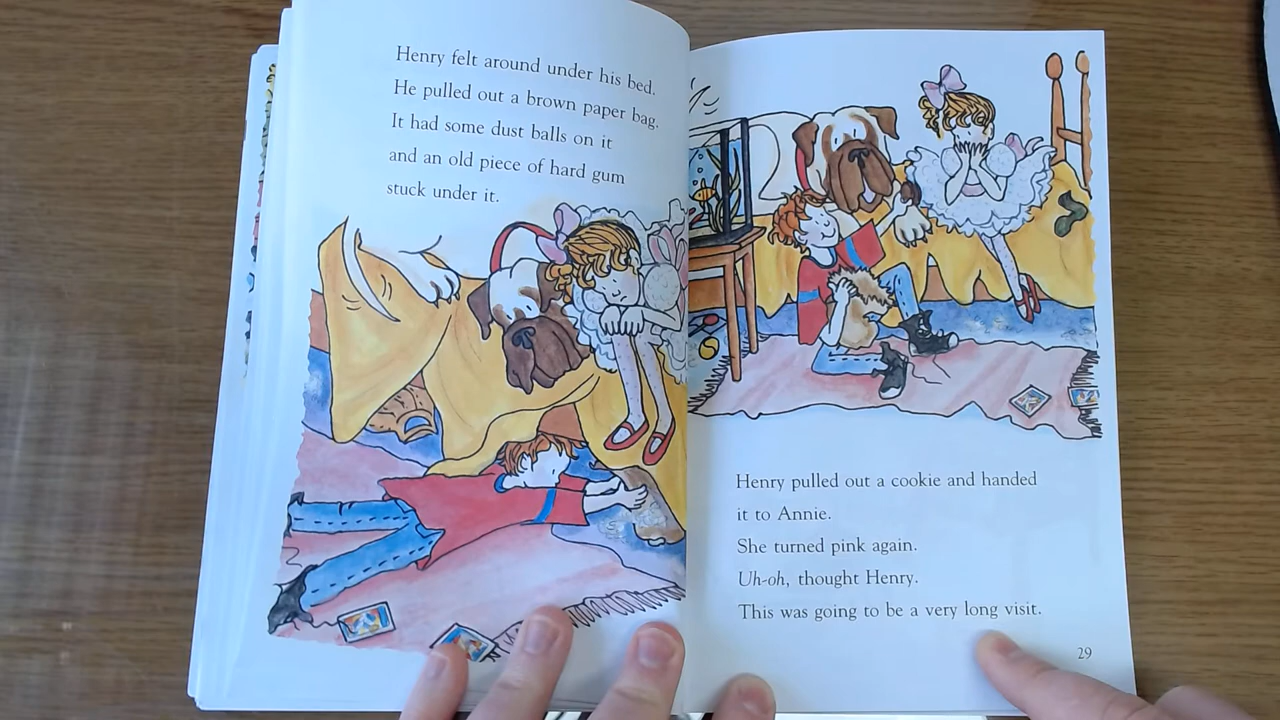 Henry felt around under his bed.
He pulled out a brown paper bag.
It had some dust balls on it
and an old piece of hard gum
stuck under it.
Henry pulled out a cookie and handed
it to Annie.
She turned pink again.
Uh-oh, thought Henry.
This was going to be a very long visit.
29